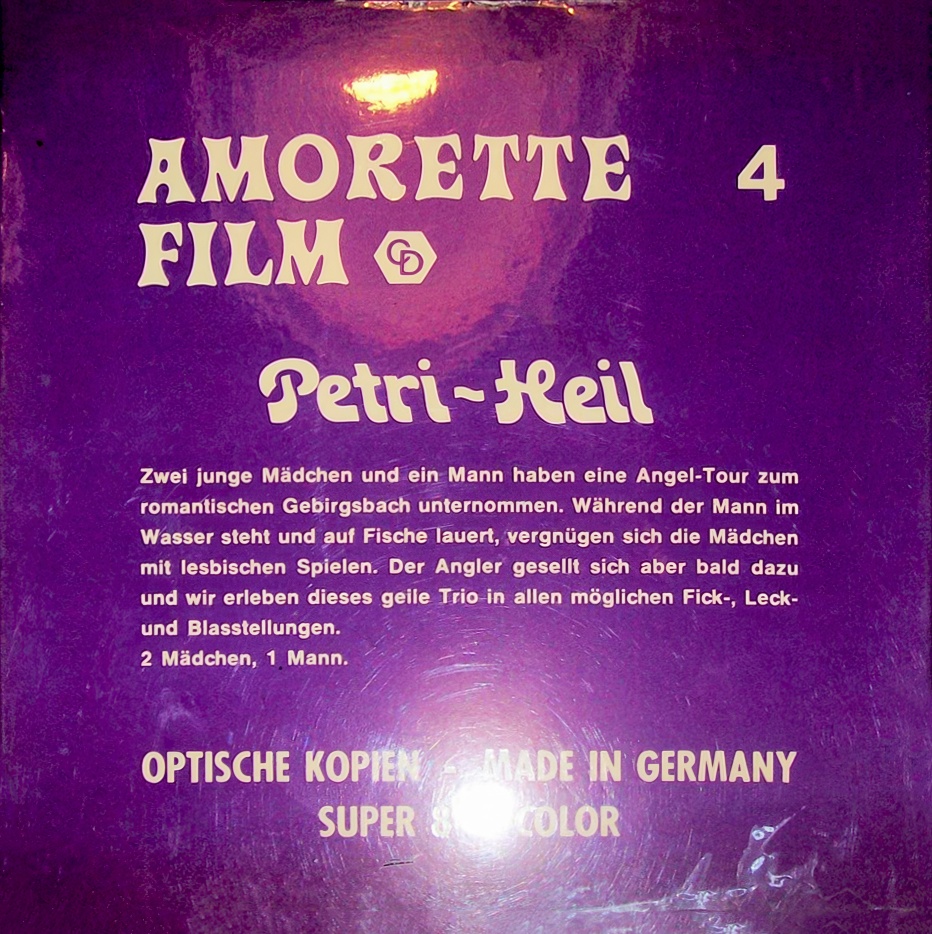 AMORETTE 4
FILM CD
Petri~Heil
Zwei junge Mädchen und ein Mann haben eine Angel-Tour zum
romantischen Gebirgsbach unternommen. Während der Mann im
Wasser steht und auf Fische lauert, vergnügen sich die Mädchen
mit lesbischen Spielen. Der Angler gesellt sich aber bald dazu
und wir erleben dieses geile Trio in allen möglichen Fick-, Leck-
und Blasstellungen.
2 Mädchen, 1 Mann.
OPTISCHE KOPIEN - MADE IN GERMANY
SUPER 8 COLOR